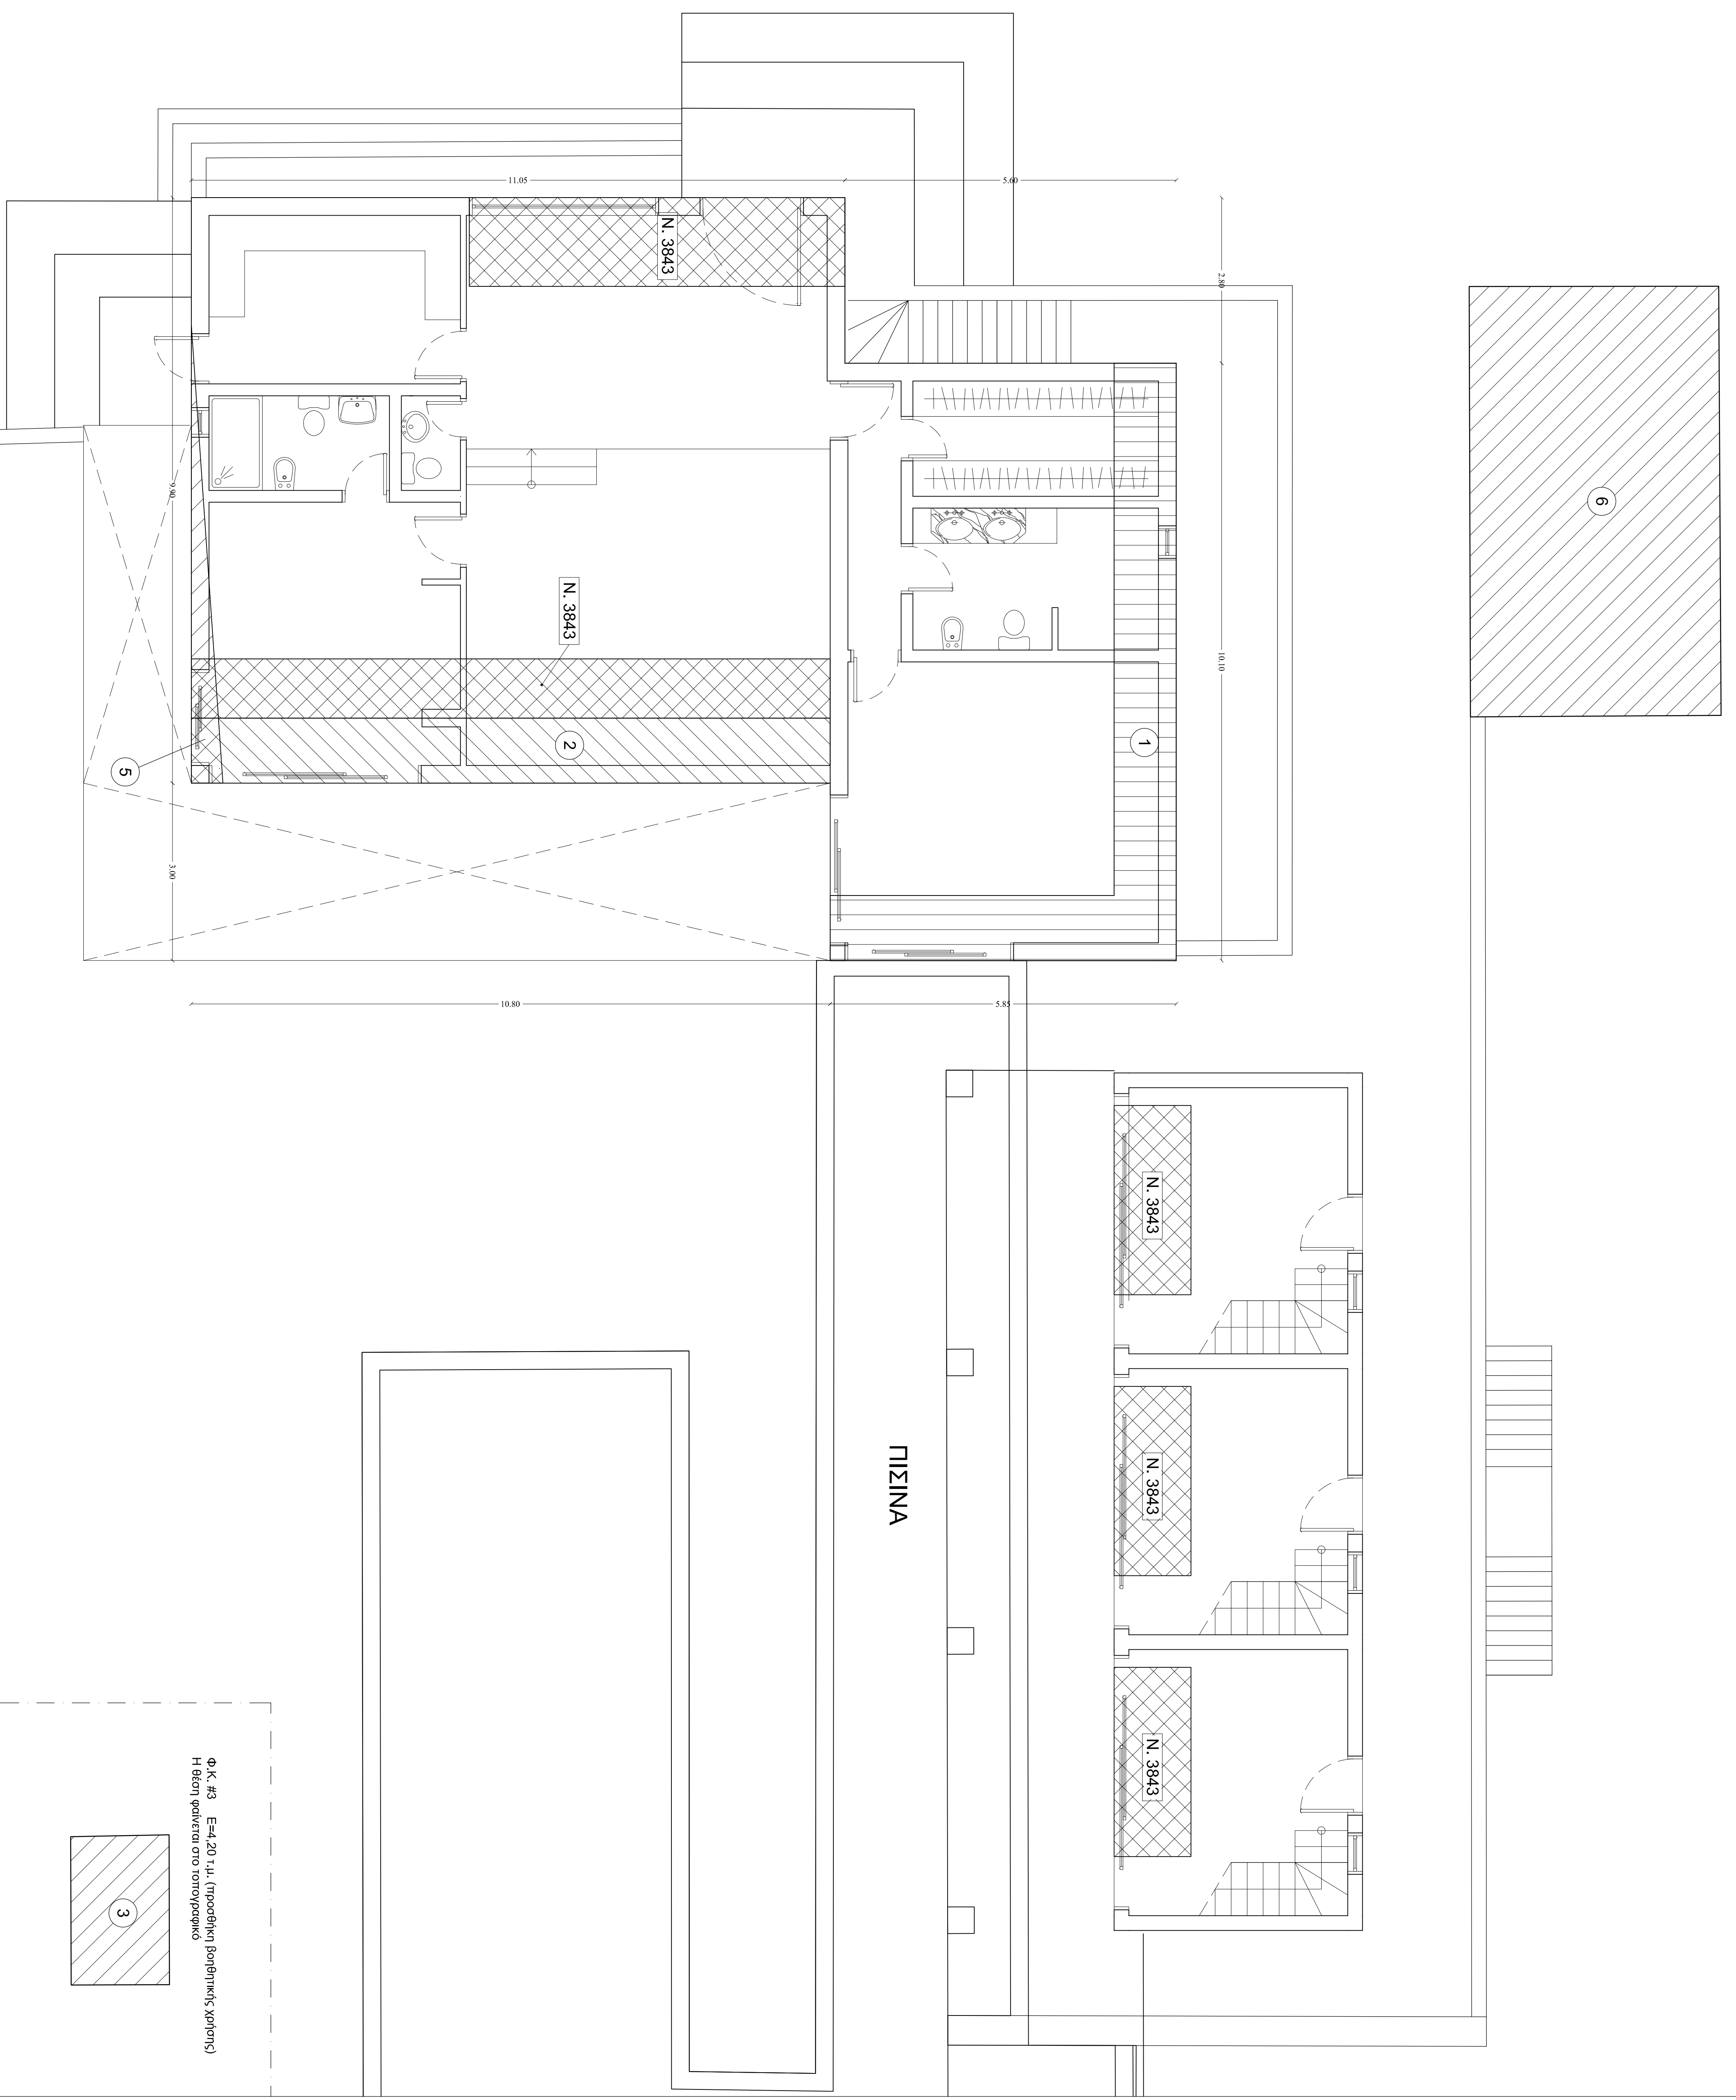 11.05
5.60
N. 3843
2.80
6
9.90
10.10
N. 3843
1
2
5
3.00
10.80
5.85
N. 3843
N. 3843
ΠΙΣΙΝΑ
N. 3843
Φ.Κ. #3 E=4,20 τ.μ. (προσθήκη βοηθητικής χρήσης)
Η θέση φαίνεται στο τοπογραφικό
3